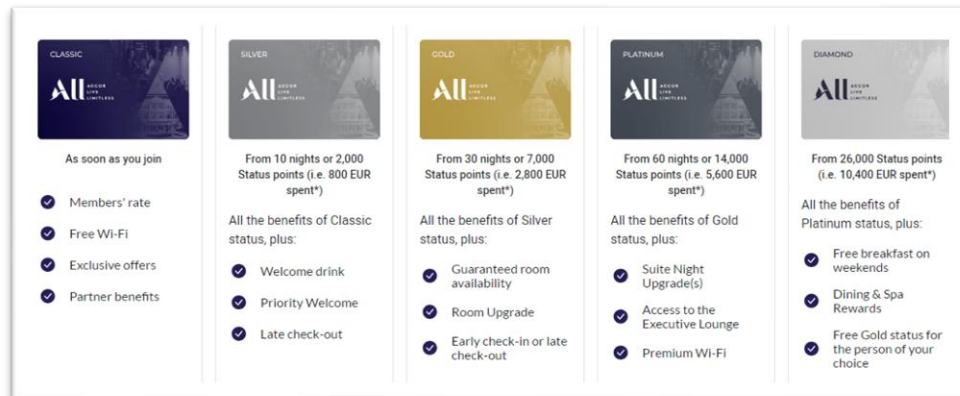 CLASSIC
All ACCOR
LIVE
LIMITLESS
As soon as you join
Members' rate
Free Wi-Fi
Exclusive offers
Partner benefits
SILVER
All ACCOR
LIVE
LIMITLESS
From 10 nights or 2,000
Status points (i.e. 800 EUR
spent*)
All the benefits of Classic
status, plus:
Welcome drink
Priority Welcome
Late check-out
GOLD
All ACCOR
LIVE
LIMITLESS
From 30 nights or 7,000
Status points (i.e. 2,800 EUR
spent*)
All the benefits of Silver
status, plus:
Guaranteed room
availability
Room Upgrade
Early check-in or late
check-out
PLATINUM
All ACCOR
LIVE
LIMITLESS
From 60 nights or 14,000
Status points (i.e. 5,600 EUR
spent*)
All the benefits of Gold
status, plus:
Suite Night
Upgrade(s)
Access to the
Executive Lounge
Premium Wi-Fi
DIAMOND
All ACCOR
LIVE
LIMITLESS
From 26,000 Status points
(i.e. 10,400 EUR spent*)
All the benefits of
Platinum status, plus:
Free breakfast on
weekends
Dining & Spa
Rewards
Free Gold status for
the person of your
choice